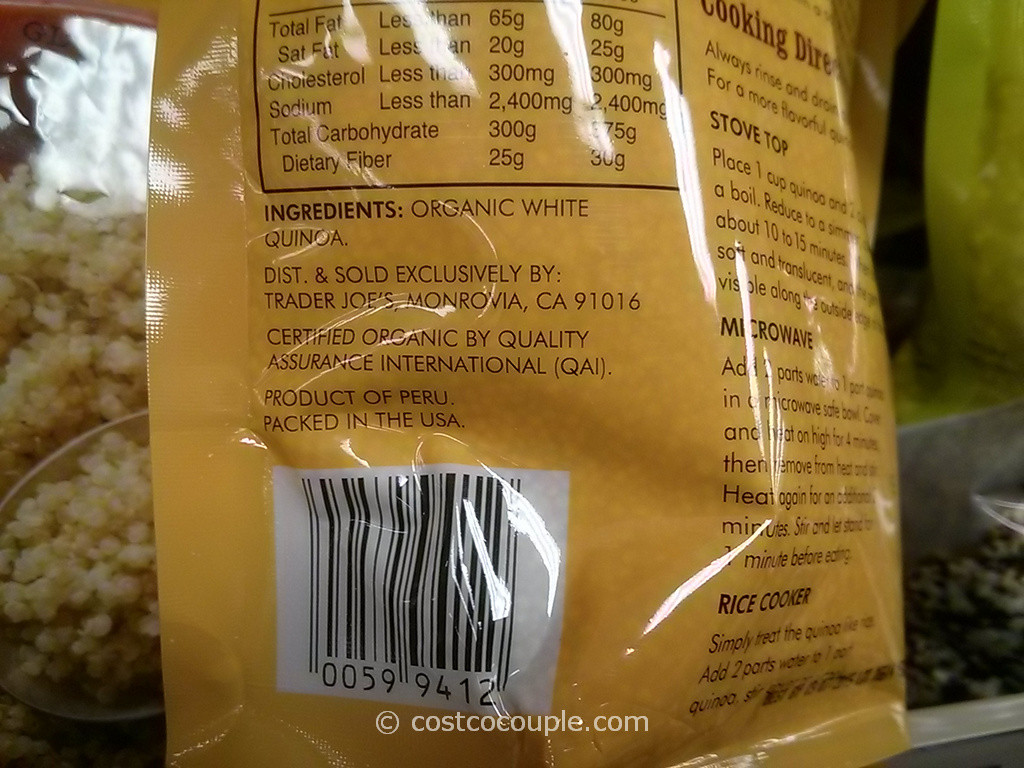 Total Fat Less than 65g 80g
Sat Fat Less than 20g 25g
Cholesterol Less than 300mg 300mg
Sodium Less than 2,400mg 2,400mg
Total Carbohydrate 300g 375g
Dietary Fiber 25g 30g
INGREDIENTS: ORGANIC WHITE
QUINOA.
DIST. & SOLD EXCLUSIVELY BY:
TRADER JOE'S, MONROVIA, CA 91016
CERTIFIED ORGANIC BY QUALITY
ASSURANCE INTERNATIONAL (QAI).
PRODUCT OF PERU.
PACKED IN THE USA.
0059 9412
Cooking
Always rinse and drain
For a more flavorful
STOVE TOP
Place 1 cup quinoa and 2
a boil. Reduce to a
about 10 to 15 minutes.
soft and translucent, and
visible along the outside
MICROWAVE
Add 2 parts water to 1 part quinoa
in a microwave safe bowl. Cover
and heat on high for 4 minutes,
then remove from heat and
Heat again for an additional
minutes. Stir and let stand for
1 minute before eating.
RICE COOKER
Simply treat the quinoa like rice.
Add 2 parts water to 1 part
quinoa,
© costcocouple.com